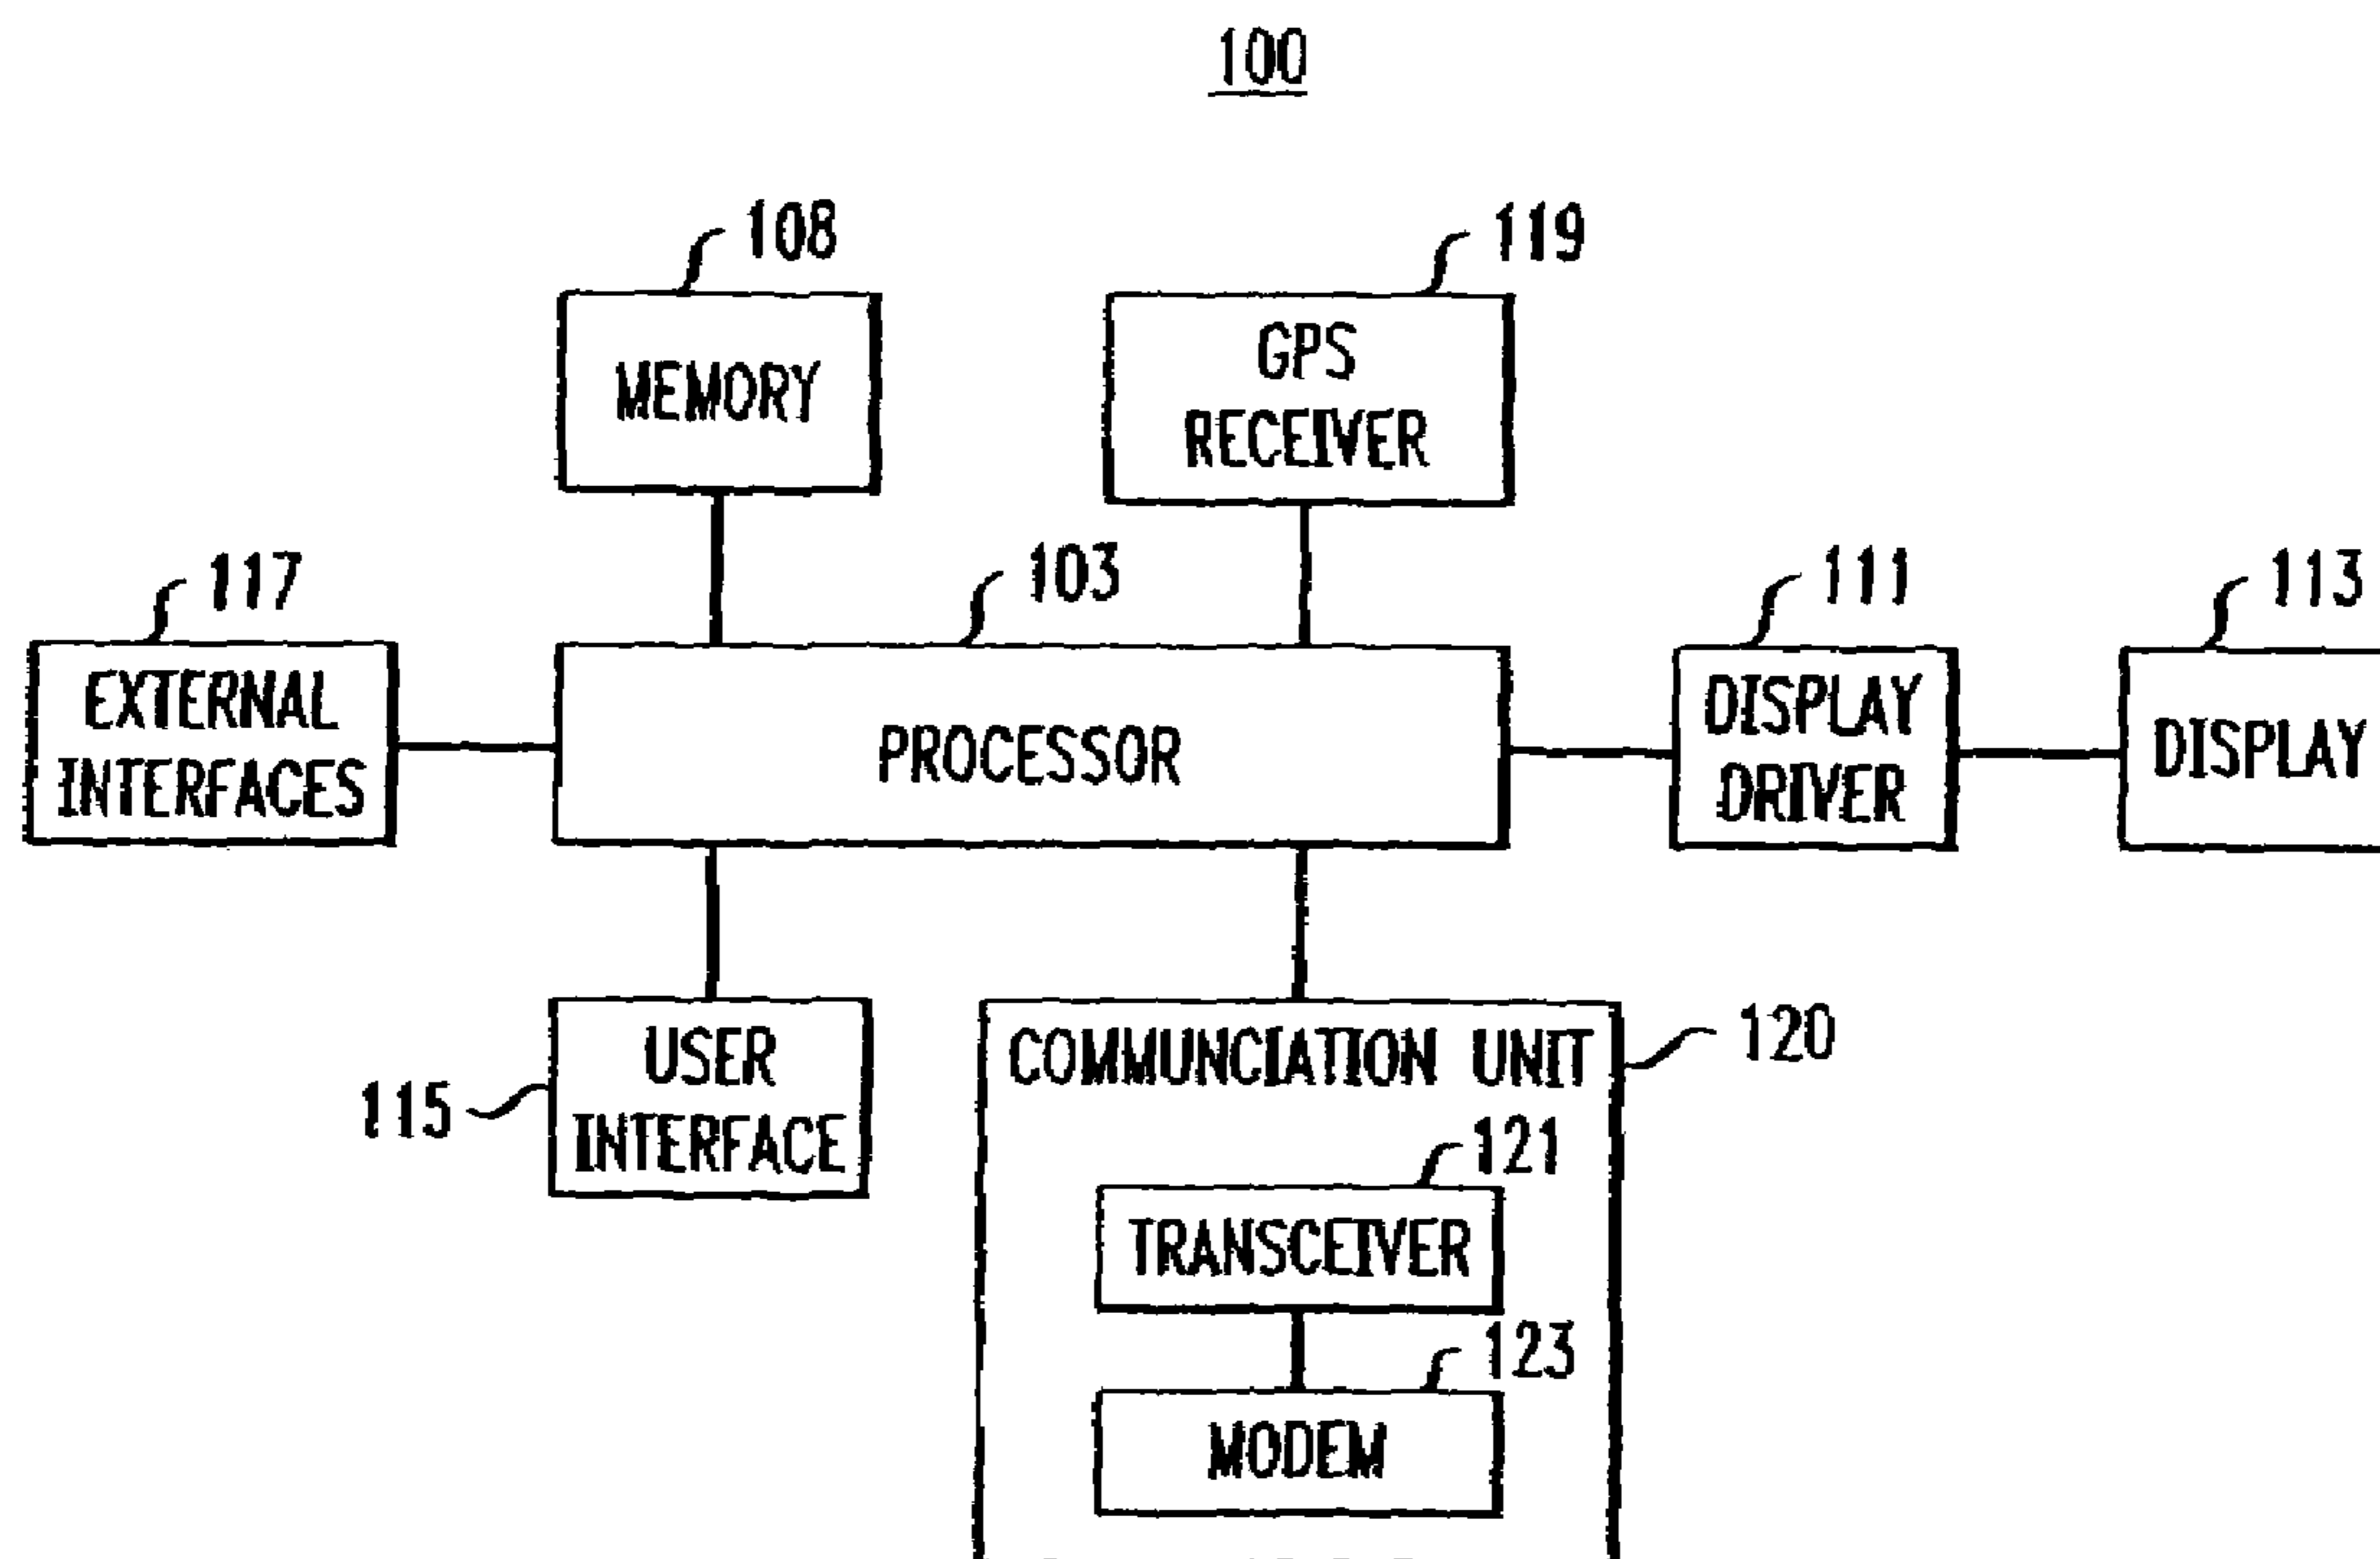 100
108
119
MEMORY
GPS
RECEIVER
117
103
111
113
EXTERNAL
INTERFACES
PROCESSOR
DISPLAY
DRIVER
DISPLAY
115
USER
INTERFACE
COMMUNCIATION UNIT
120
121
TRANSCEIVER
123
MODEM